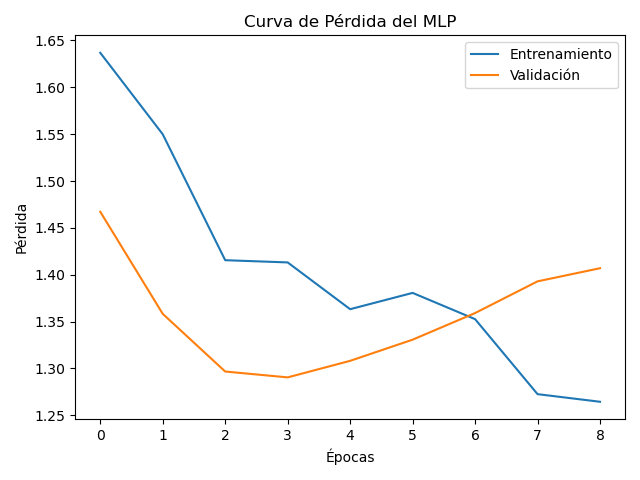 Curva de Pérdida del MLP
Entrenamiento
Validación
Pérdida
1.65
1.60
1.55
1.50
1.45
1.40
1.35
1.30
1.25
0 1 2 3 4 5 6 7 8
Épocas